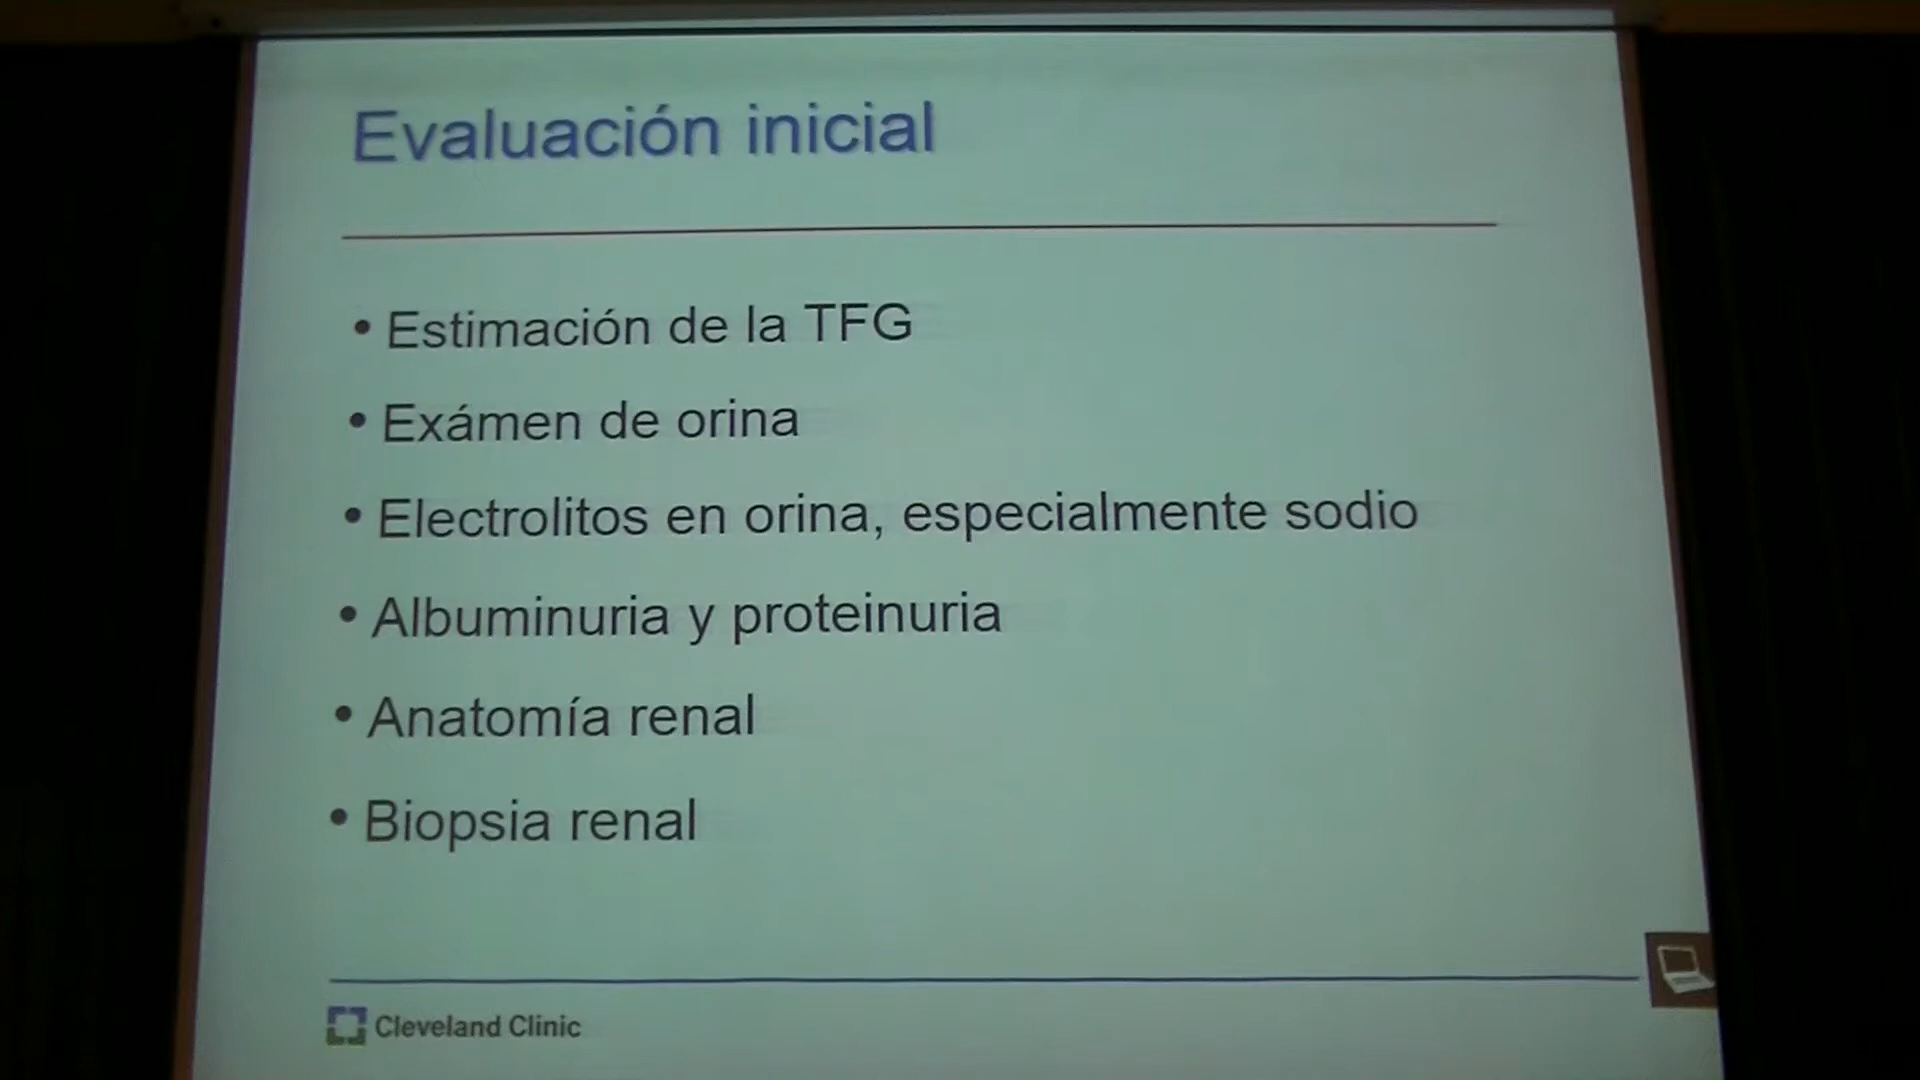 Evaluación inicial
• Estimación de la TFG
• Exámen de orina
• Electrolitos en orina, especialmente sodio
• Albuminuria y proteinuria
• Anatomía renal
• Biopsia renal
Cleveland Clinic